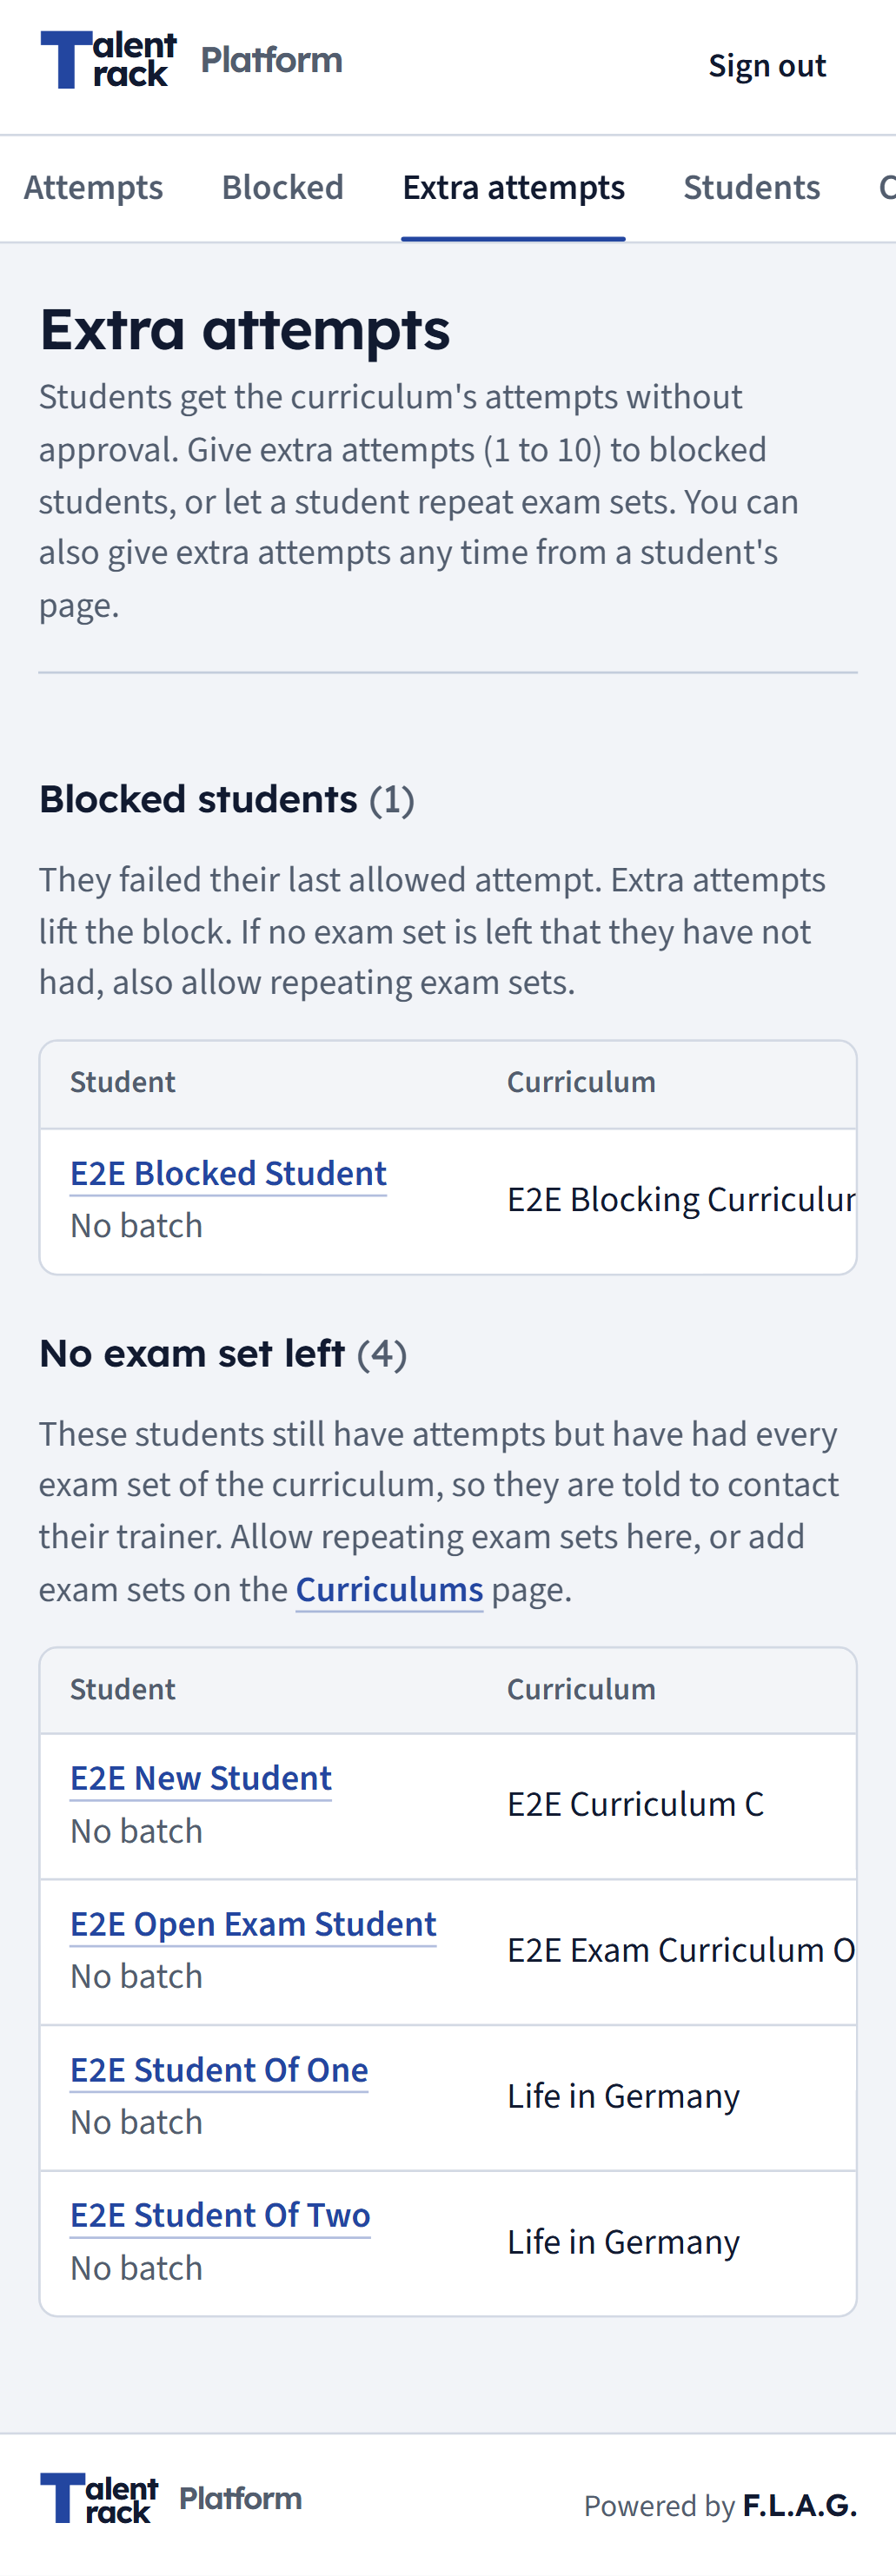 Talent
rack Platform
Sign out
Attempts Blocked Extra attempts Students
Extra attempts
Students get the curriculum's attempts without
approval. Give extra attempts (1 to 10) to blocked
students, or let a student repeat exam sets. You can
also give extra attempts any time from a student's
page.
Blocked students (1)
They failed their last allowed attempt. Extra attempts
lift the block. If no exam set is left that they have not
had, also allow repeating exam sets.
Student Curriculum
E2E Blocked Student
No batch
E2E Blocking
No exam set left (4)
These students still have attempts but have had every
exam set of the curriculum, so they are told to contact
their trainer. Allow repeating exam sets here, or add
exam sets on the Curriculums page.
Student Curriculum
E2E New Student
No batch
E2E Curriculum C
E2E Open Exam Student
No batch
E2E Exam Curriculum
E2E Student Of One
No batch
Life in Germany
E2E Student Of Two
No batch
Life in Germany
Talent
rack Platform
Powered by F.L.A.G.